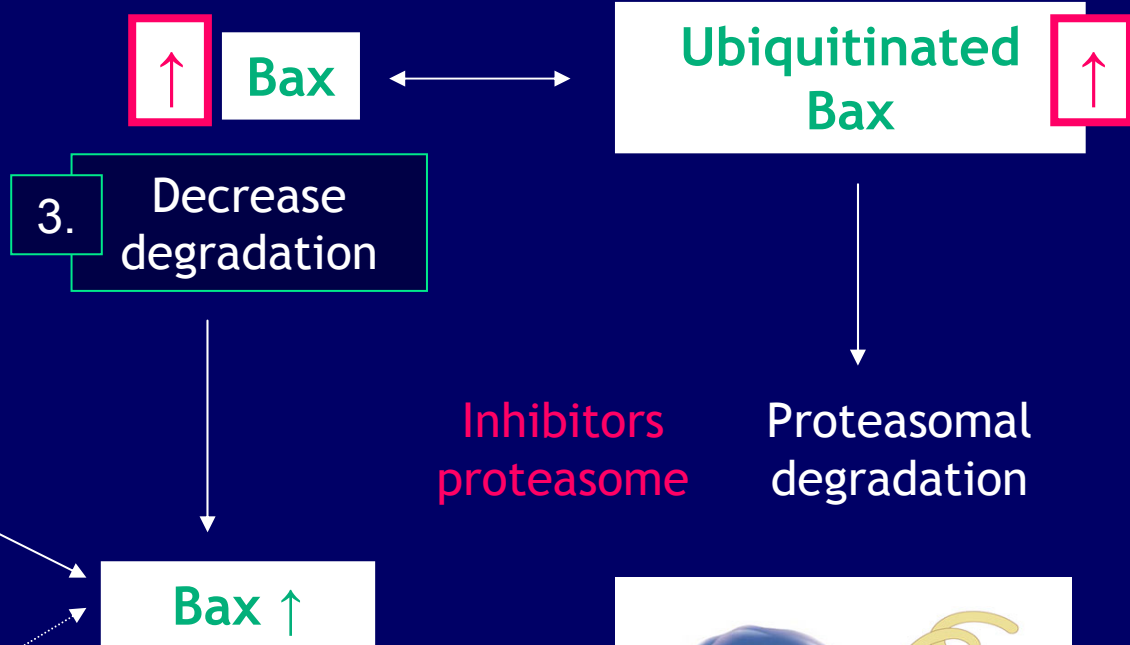 ↑ Bax
Ubiquitinated
Bax
↑
3.
Decrease
degradation
Inhibitors
proteasome
Proteasomal
degradation
Bax ↑